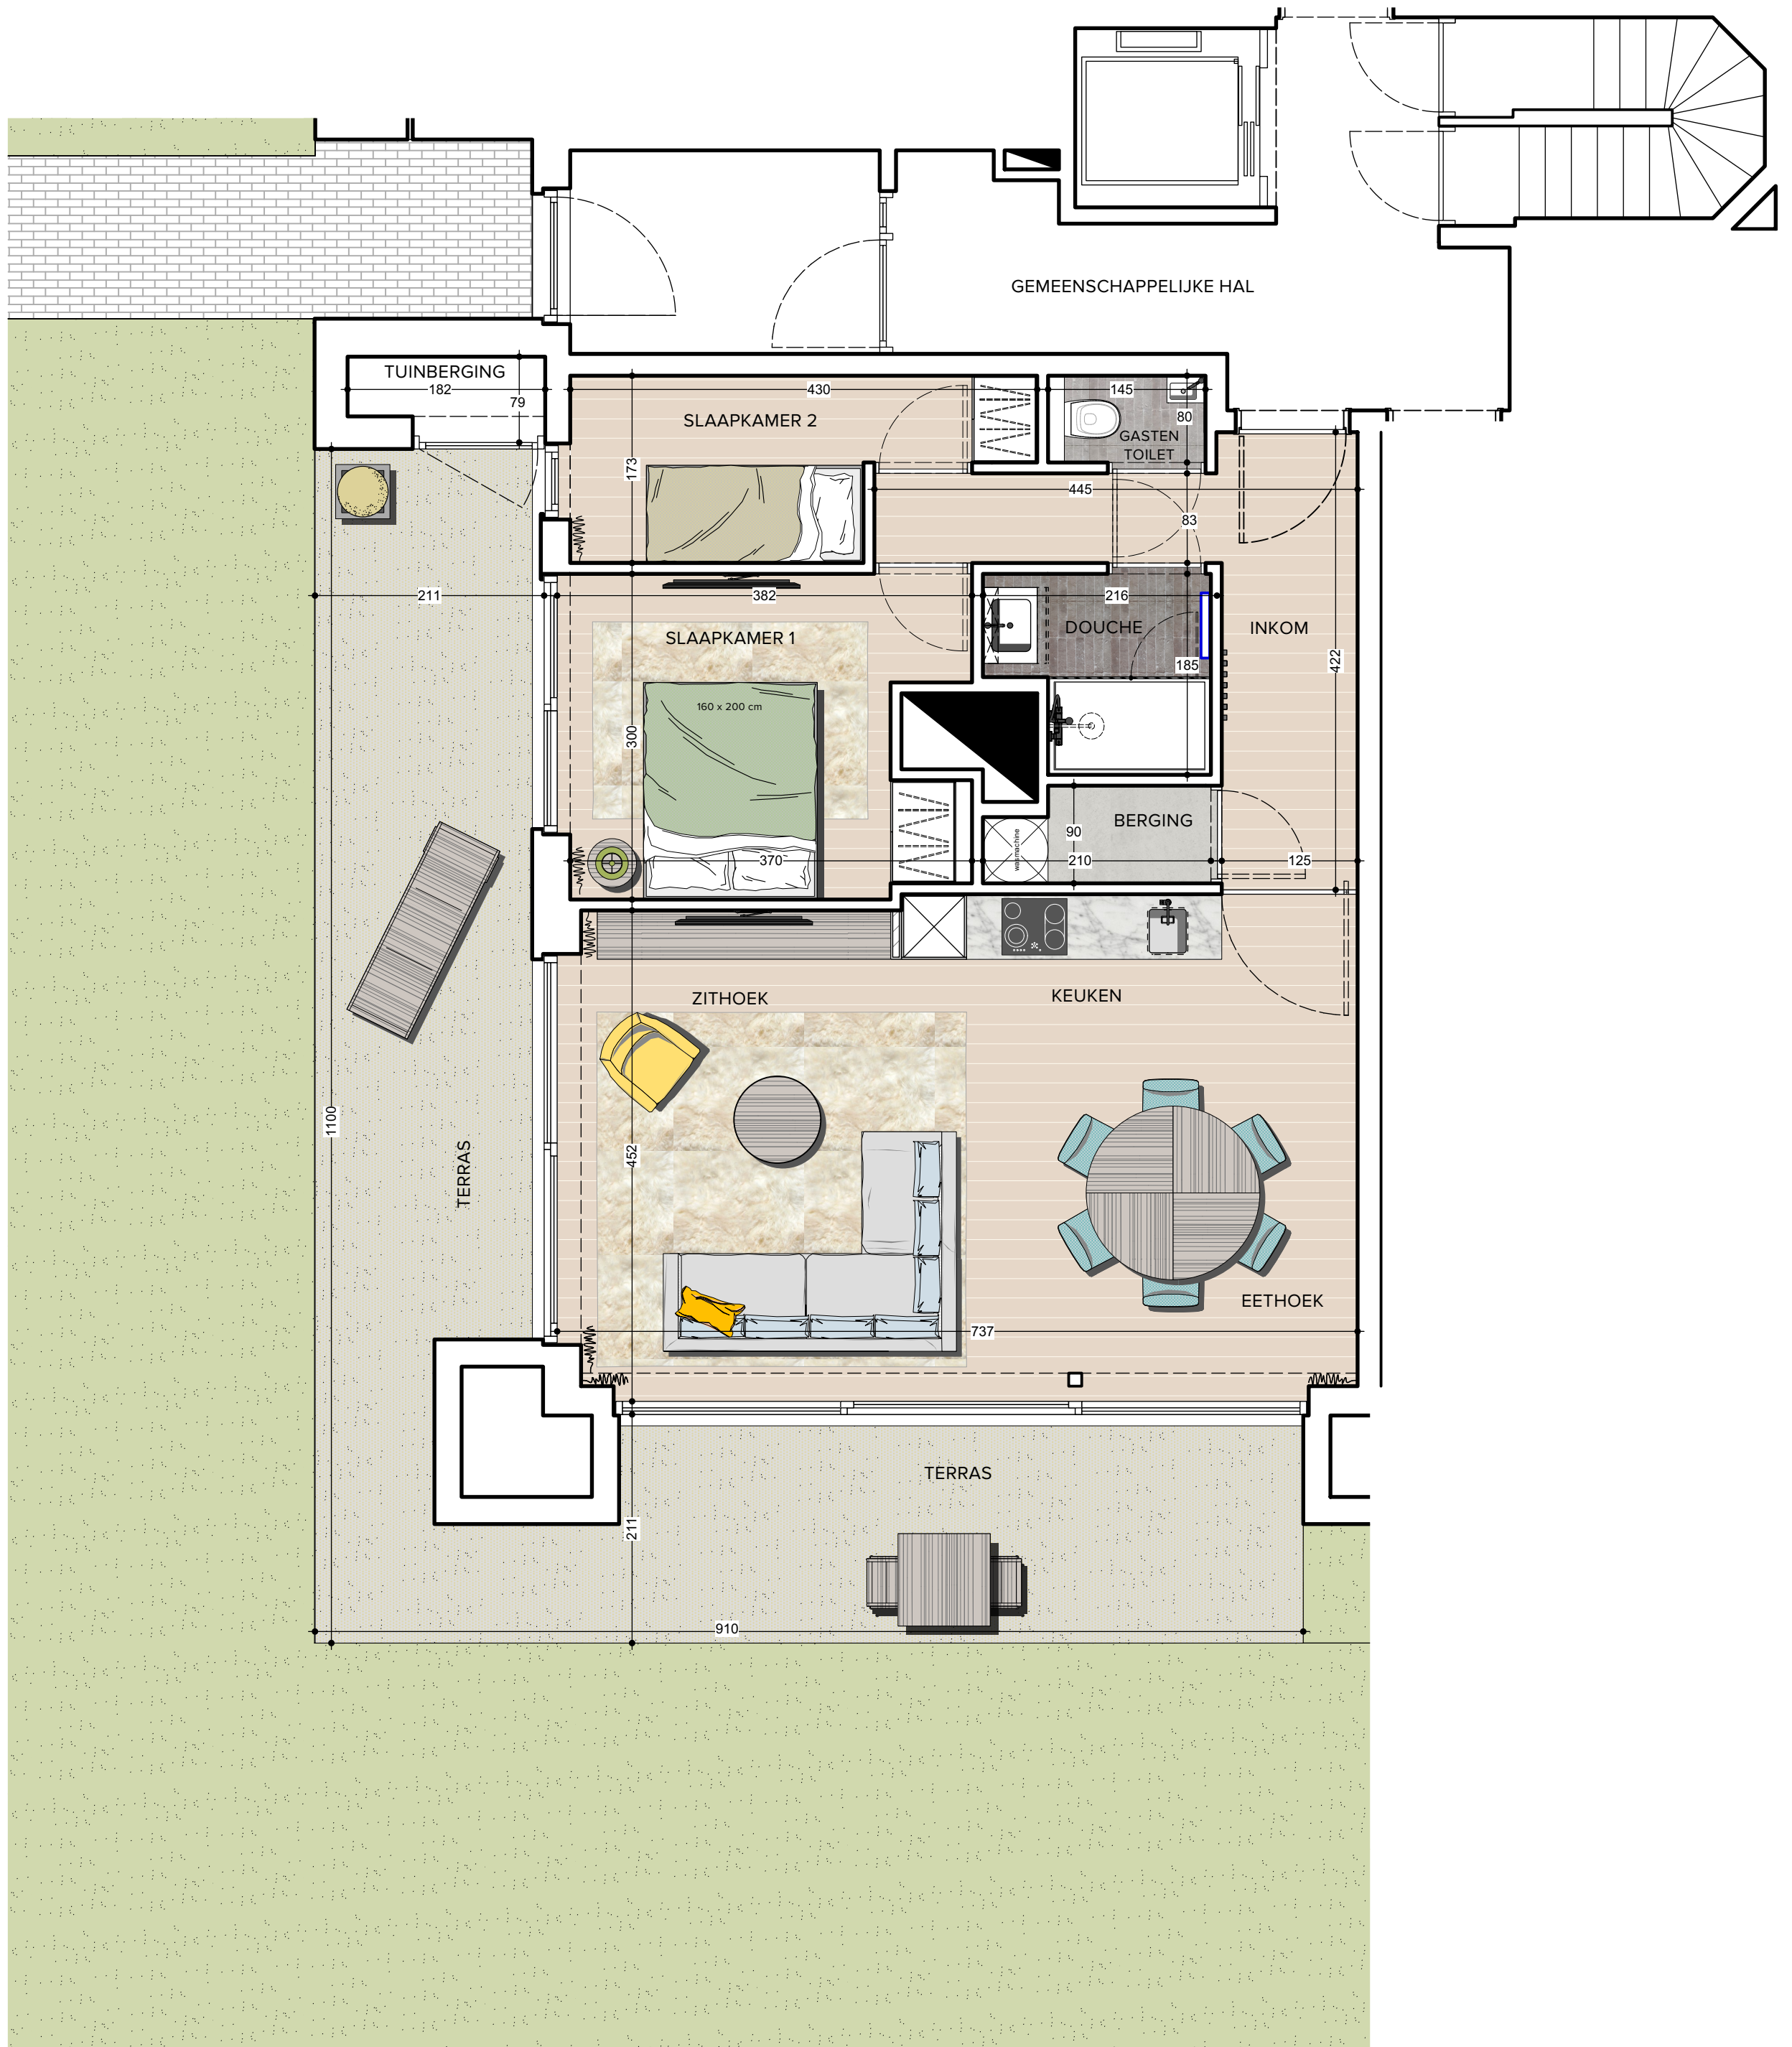 GEMEENSCHAPPELIJKE HAL
TUINBERGING
182
79
430
145
80
SLAAPKAMER 2
GASTEN
TOILET
173
445
83
211
382
216
SLAAPKAMER 1
DOUCHE
INKOM
185
422
160 x 200 cm
300
BERGING
90
wasmachine
370
210
125
ZITHOEK
KEUKEN
1100
TERRAS
452
EETHOEK
737
TERRAS
211
910